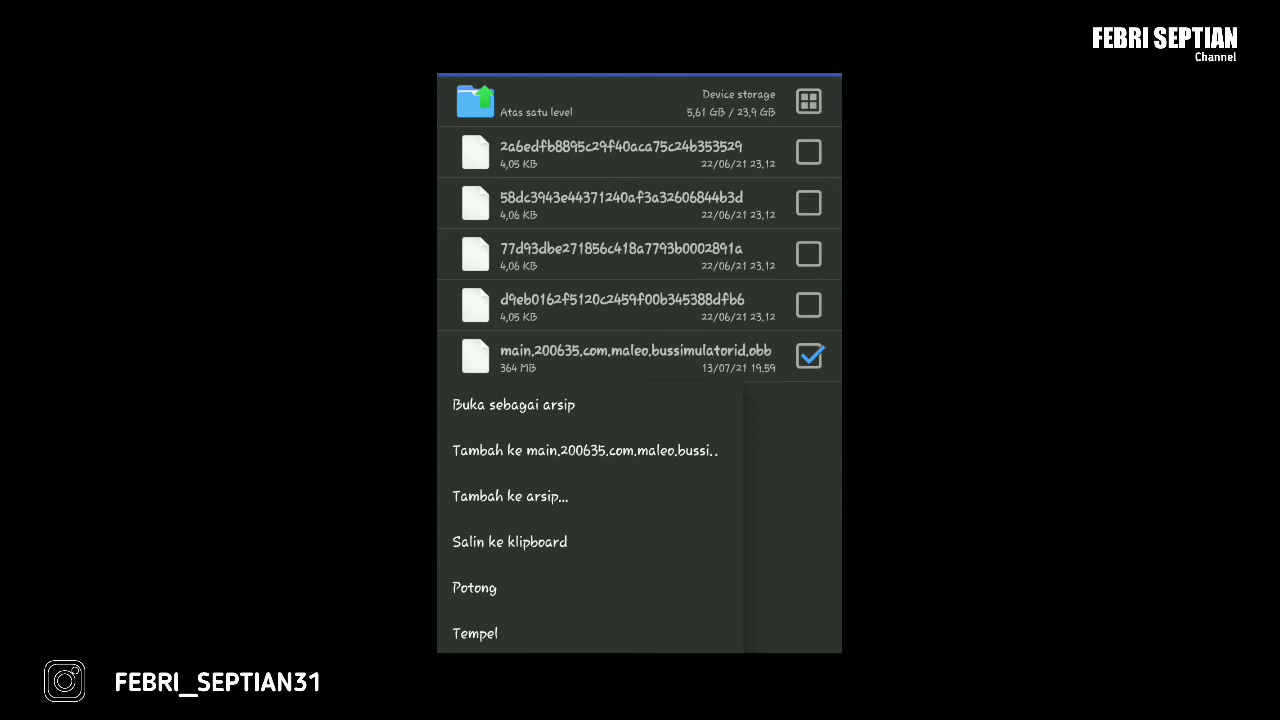 FEBRI SEPTIAN
Channel
Atas satu level
Device storage
5,61 GB / 23,9 GB
2a6edfb8895c29f40aca75c24b353529
4,05 KB
22/06/21 23.12
58dc3943e44371240af3a32606844b3d
4,06 KB
22/06/21 23.12
77d93dbe271856c418a7793b0002891a
4,06 KB
22/06/21 23.12
d9eb0162f5120c2459f00b345388dfb6
4,05 KB
22/06/21 23.12
main.200635.com.maleo.bussimulatorid.obb
364 MB
13/07/21 19.59
Buka sebagai arsip
Tambah ke main.200635.com.maleo.bussi..
Tambah ke arsip...
Salin ke klipboard
Potong
Tempel
FEBRI_SEPTIAN31